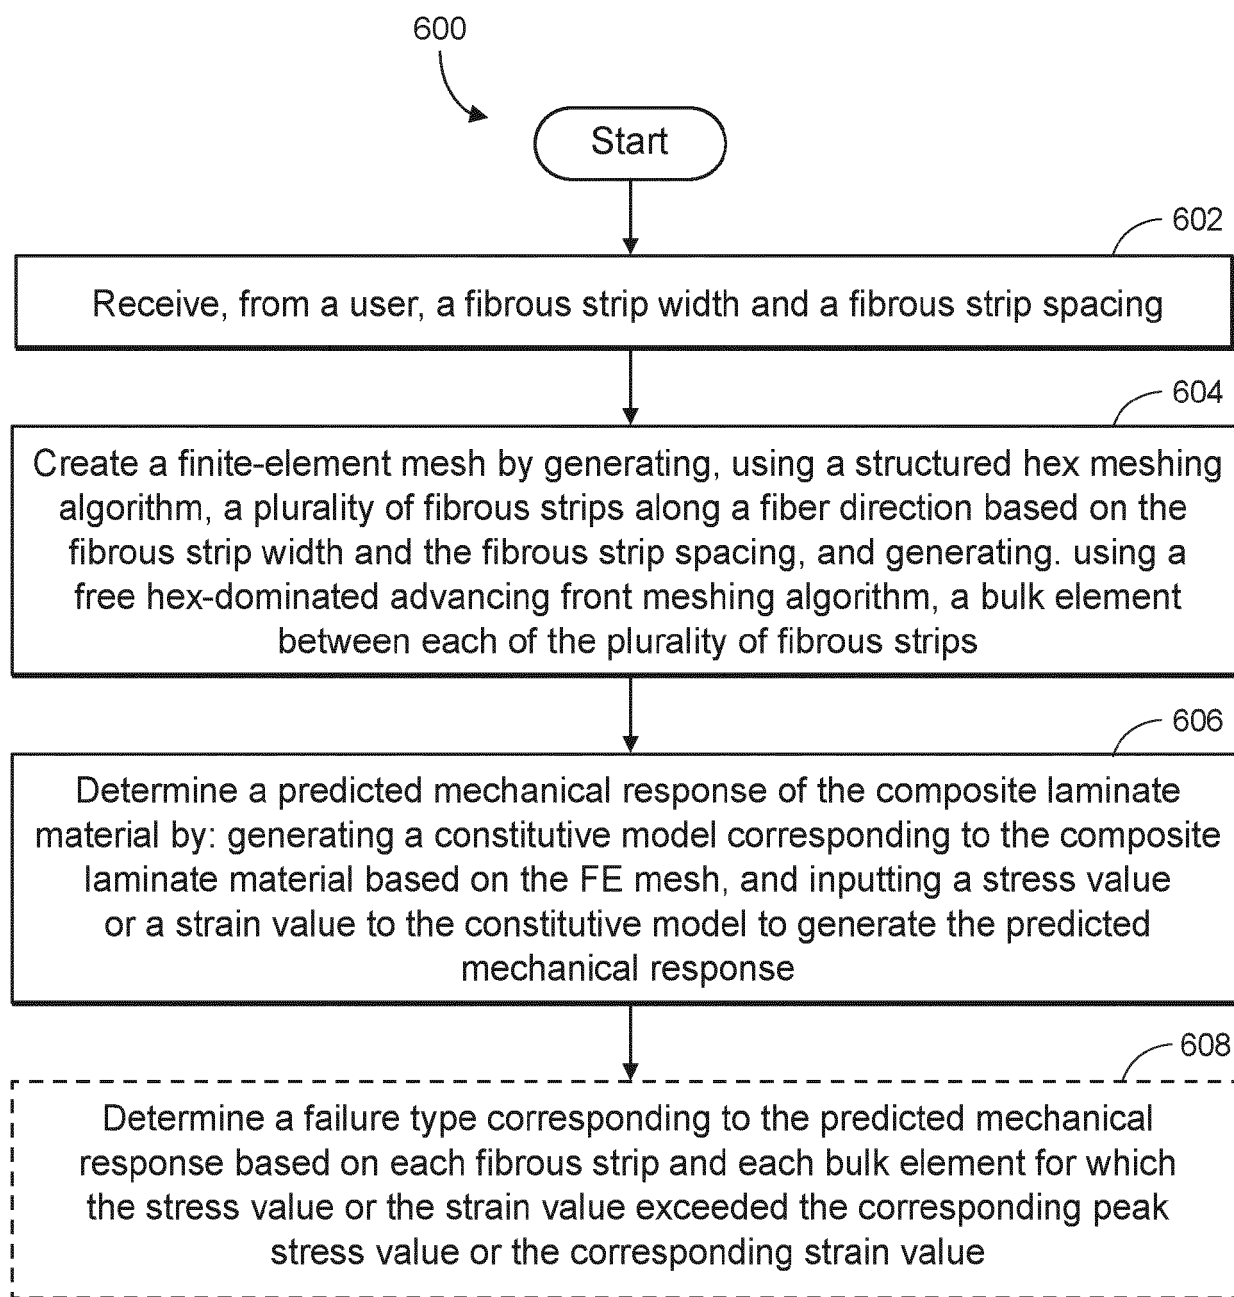 600
Start
602
Receive, from a user, a fibrous strip width and a fibrous strip spacing
604
Create a finite-element mesh by generating, using a structured hex meshing
algorithm, a plurality of fibrous strips along a fiber direction based on the
fibrous strip width and the fibrous strip spacing, and generating. using a
free hex-dominated advancing front meshing algorithm, a bulk element
between each of the plurality of fibrous strips
606
Determine a predicted mechanical response of the composite laminate
material by: generating a constitutive model corresponding to the composite
laminate material based on the FE mesh, and inputting a stress value
or a strain value to the constitutive model to generate the predicted
mechanical response
608
Determine a failure type corresponding to the predicted mechanical
response based on each fibrous strip and each bulk element for which
the stress value or the strain value exceeded the corresponding peak
stress value or the corresponding strain value